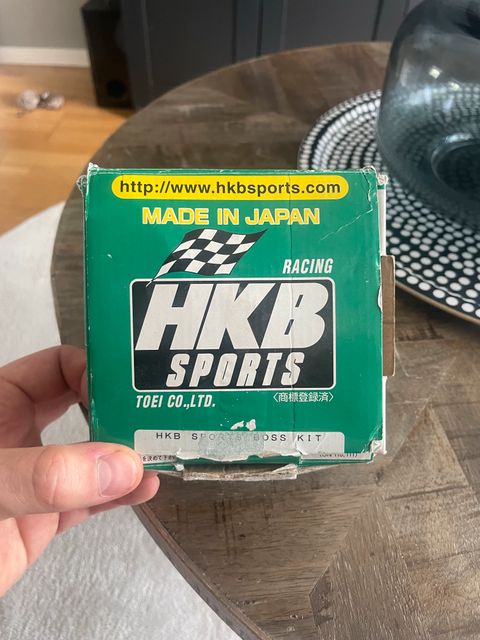 http://www.hkbsports.com
MADE IN JAPAN
RACING
HKB
SPORTS
TOEI CO.,LTD.
〈商標登録済〉
HKB SPORTS BOSS KIT